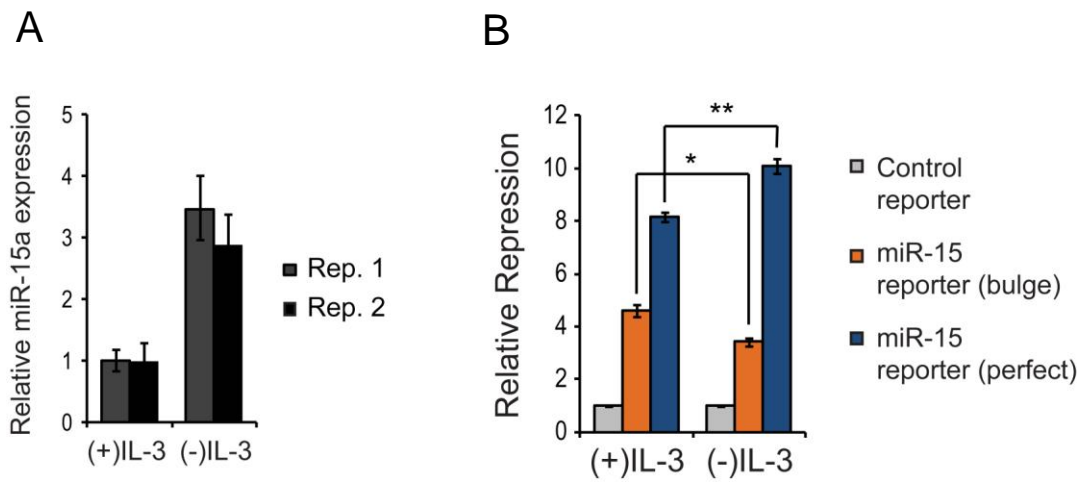 A
Relative miR-15a expression
5
4
3
2
1
0
(+)IL-3 (-)IL-3
Rep. 1
Rep. 2
B
Relative Repression
12
10
8
6
4
2
0
**
*
(+)IL-3 (-)IL-3
Control
reporter
miR-15
reporter (bulge)
miR-15
reporter (perfect)